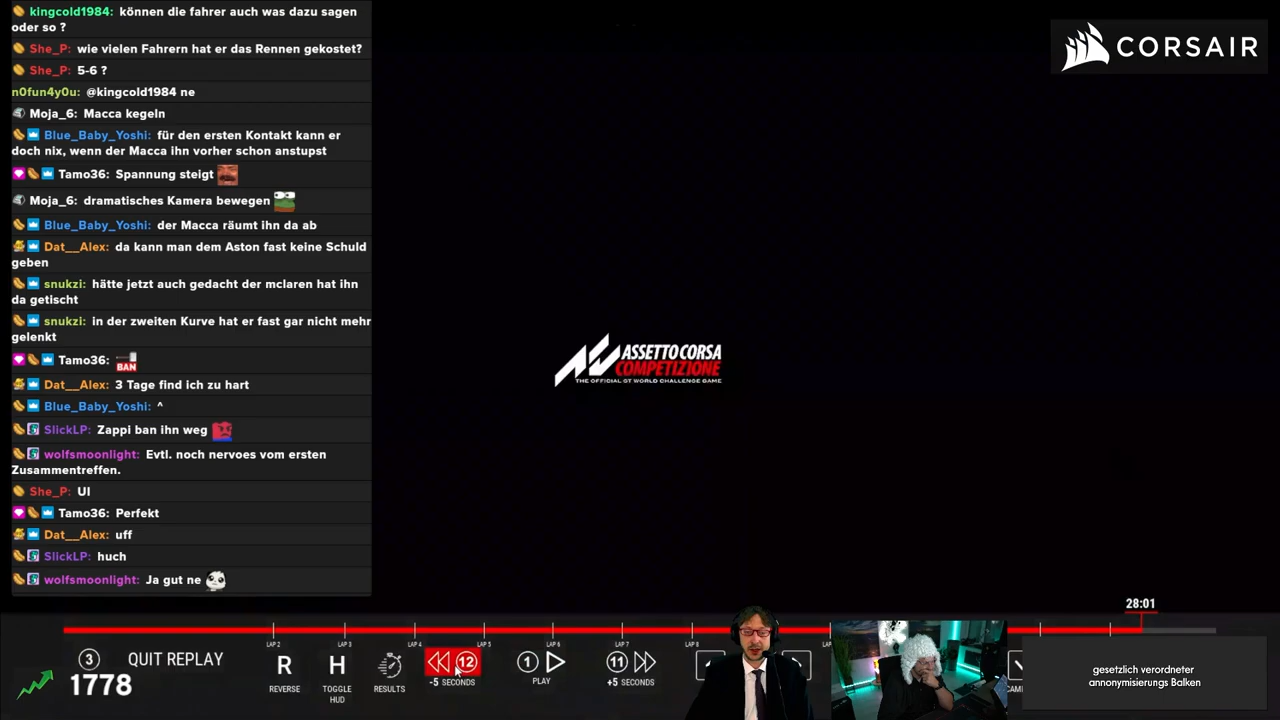 kingcold1984: können die fahrer auch was dazu sagen
oder so ?
She_P: wie vielen Fahrern hat er das Rennen gekostet?
She_P: 5-6 ?
n0fun4y0u: @kingcold1984 ne
Moja_6: Macca kegeln
Blue_Baby_Yoshi: für den ersten Kontakt kann er
doch nix, wenn der Macca ihn vorher schon anstupst
Tamo36: Spannung steigt
Moja_6: dramatisches Kamera bewegen
Blue_Baby_Yoshi: der Macca räumt ihn da ab
Dat__Alex: da kann man dem Aston fast keine Schuld
geben
snukzi: hätte jetzt auch gedacht der mclaren hat ihn
da getischt
snukzi: in der zweiten Kurve hat er fast gar nicht mehr
gelenkt
Tamo36: BAN
Dat__Alex: 3 Tage find ich zu hart
Blue_Baby_Yoshi: ^
SlickLP: Zappi ban ihn weg
wolfsmoonlight: Evtl. noch nervoes vom ersten
Zusammentreffen.
She_P: UI
Tamo36: Perfekt
Dat__Alex: uff
SlickLP: huch
wolfsmoonlight: Ja gut ne
CORSAIR
ASSETTO CORSA
COMPETIZIONE
THE OFFICIAL GT WORLD CHALLENGE GAME
28:01
LAP 2 LAP 3 LAP 4 LAP 5 LAP 6 LAP 7 LAP 8
3 QUIT REPLAY
1778
R
REVERSE
H
TOGGLE
HUD
RESULTS
12
-5 SECONDS
1
PLAY
11
+5 SECONDS
gesetzlich verordneter
annonymisierungs Balken